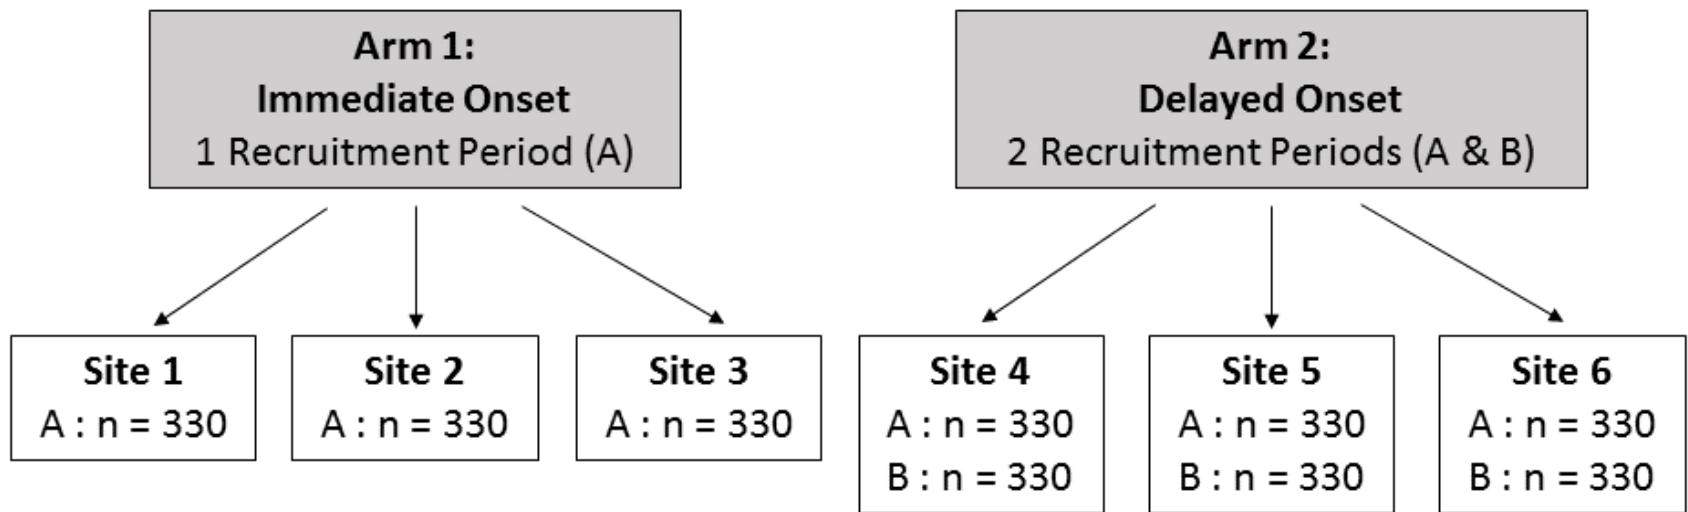 Arm 1:
Immediate Onset
1 Recruitment Period (A)
Arm 2:
Delayed Onset
2 Recruitment Periods (A & B)
Site 1
A : n = 330
Site 2
A : n = 330
Site 3
A : n = 330
Site 4
A : n = 330
B : n = 330
Site 5
A : n = 330
B : n = 330
Site 6
A : n = 330
B : n = 330